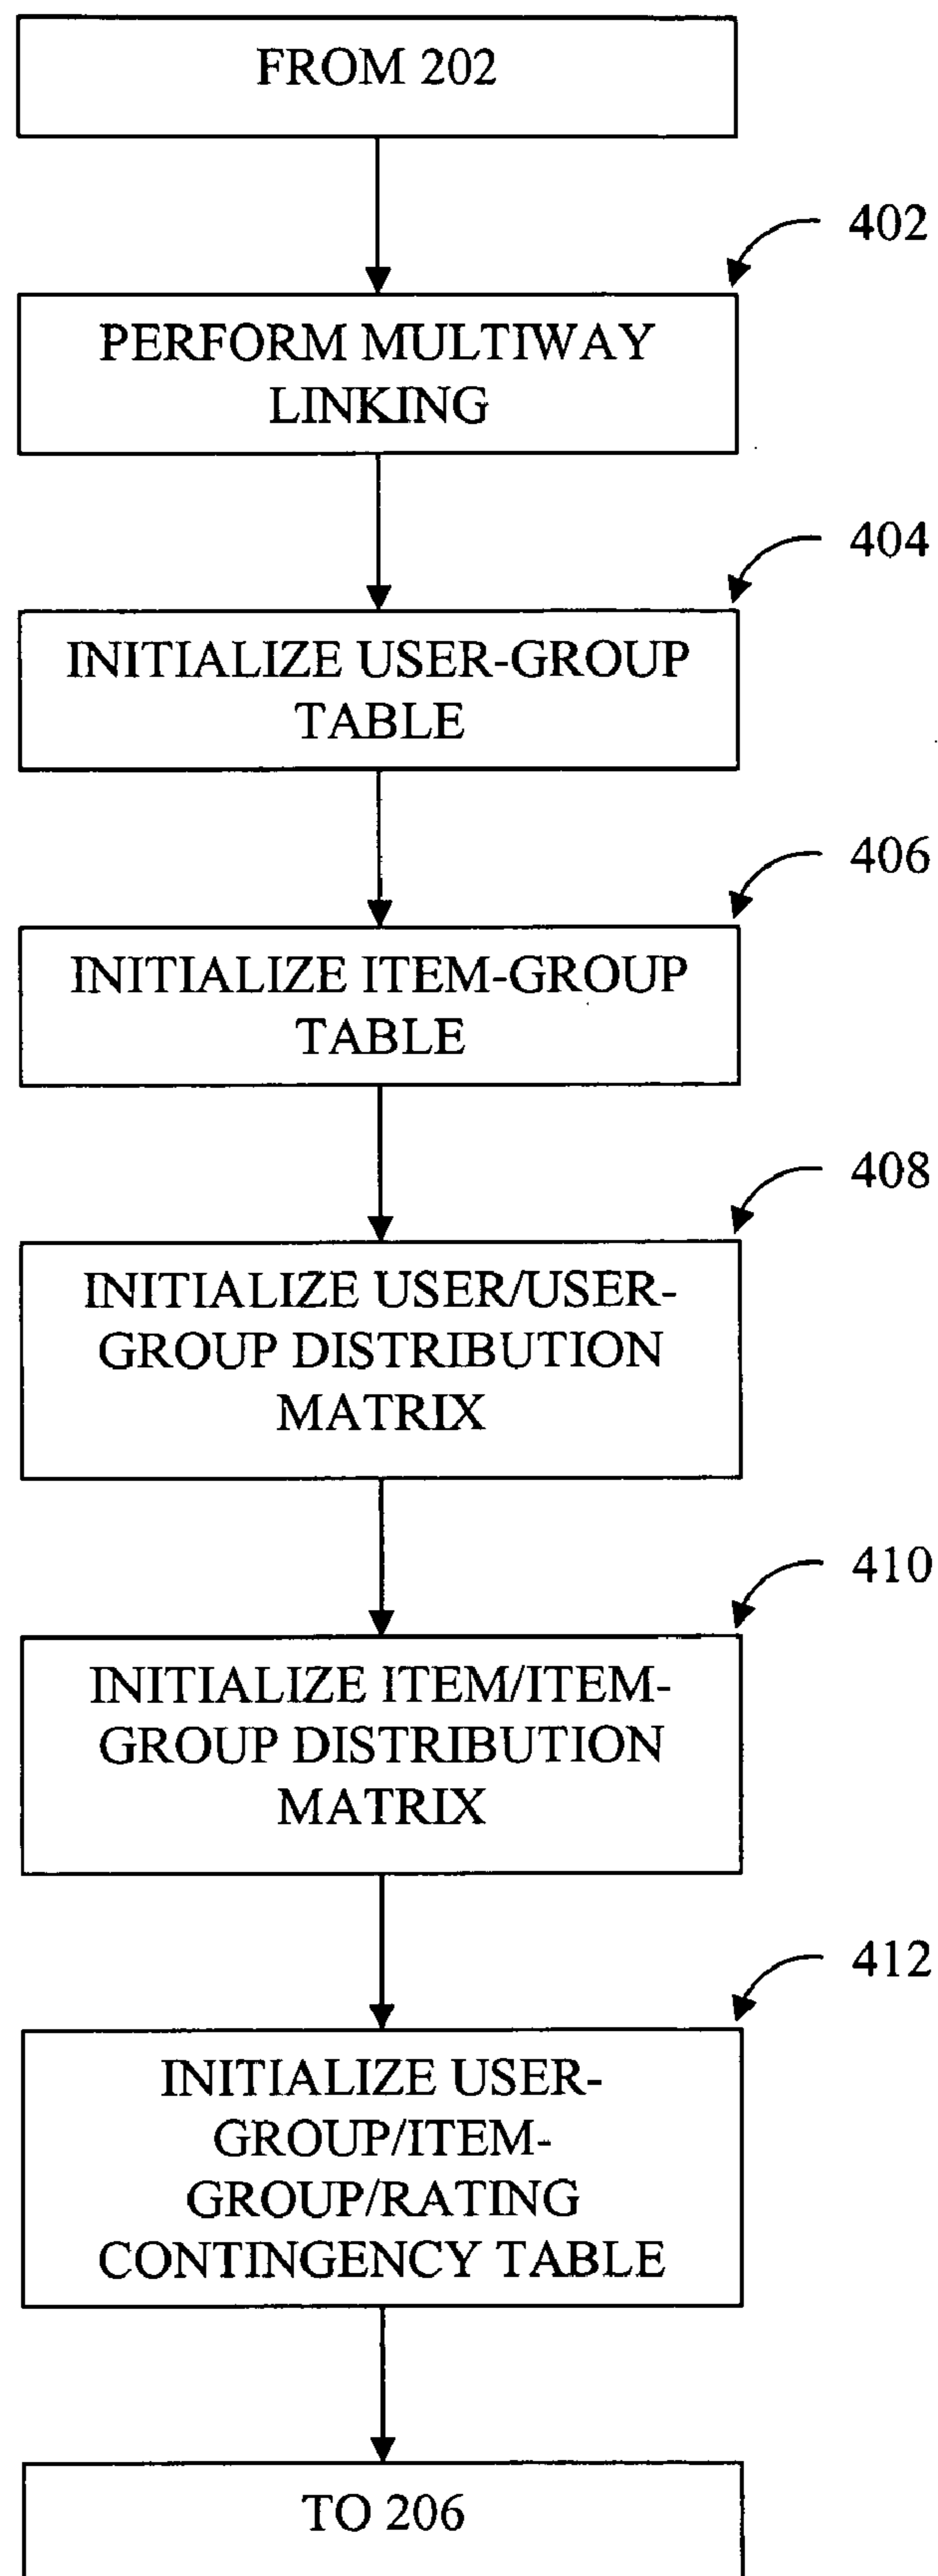 FROM 202
402
PERFORM MULTIWAY
LINKING
404
INITIALIZE USER-GROUP
TABLE
406
INITIALIZE ITEM-GROUP
TABLE
408
INITIALIZE USER/USER-
GROUP DISTRIBUTION
MATRIX
410
INITIALIZE ITEM/ITEM-
GROUP DISTRIBUTION
MATRIX
412
INITIALIZE USER-
GROUP/ITEM-
GROUP/RATING
CONTINGENCY TABLE
TO 206